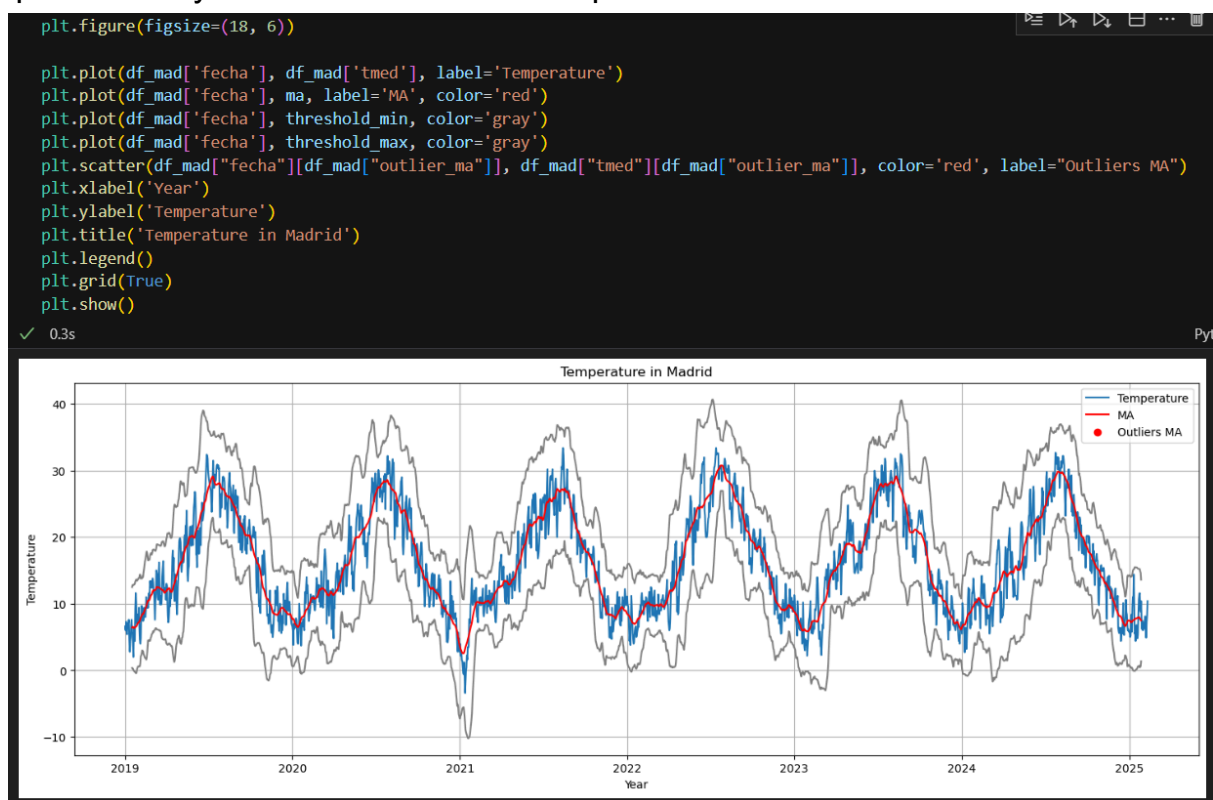 plt.figure(figsize=(18, 6))
plt.plot(df_mad['fecha'], df_mad['tmed'], label='Temperature')
plt.plot(df_mad['fecha'], ma, label='MA', color='red')
plt.plot(df_mad['fecha'], threshold_min, color='gray')
plt.plot(df_mad['fecha'], threshold_max, color='gray')
plt.scatter(df_mad["fecha"][df_mad["outlier_ma"]], df_mad["tmed"][df_mad["outlier_ma"]], color='red', label="Outliers MA")
plt.xlabel('Year')
plt.ylabel('Temperature')
plt.title('Temperature in Madrid')
plt.legend()
plt.grid(True)
plt.show()
0.3s
Temperature in Madrid
Temperature
MA
Outliers MA
40
30
20
10
0
−10
Temperature
2019 2020 2021 2022 2023 2024 2025
Year